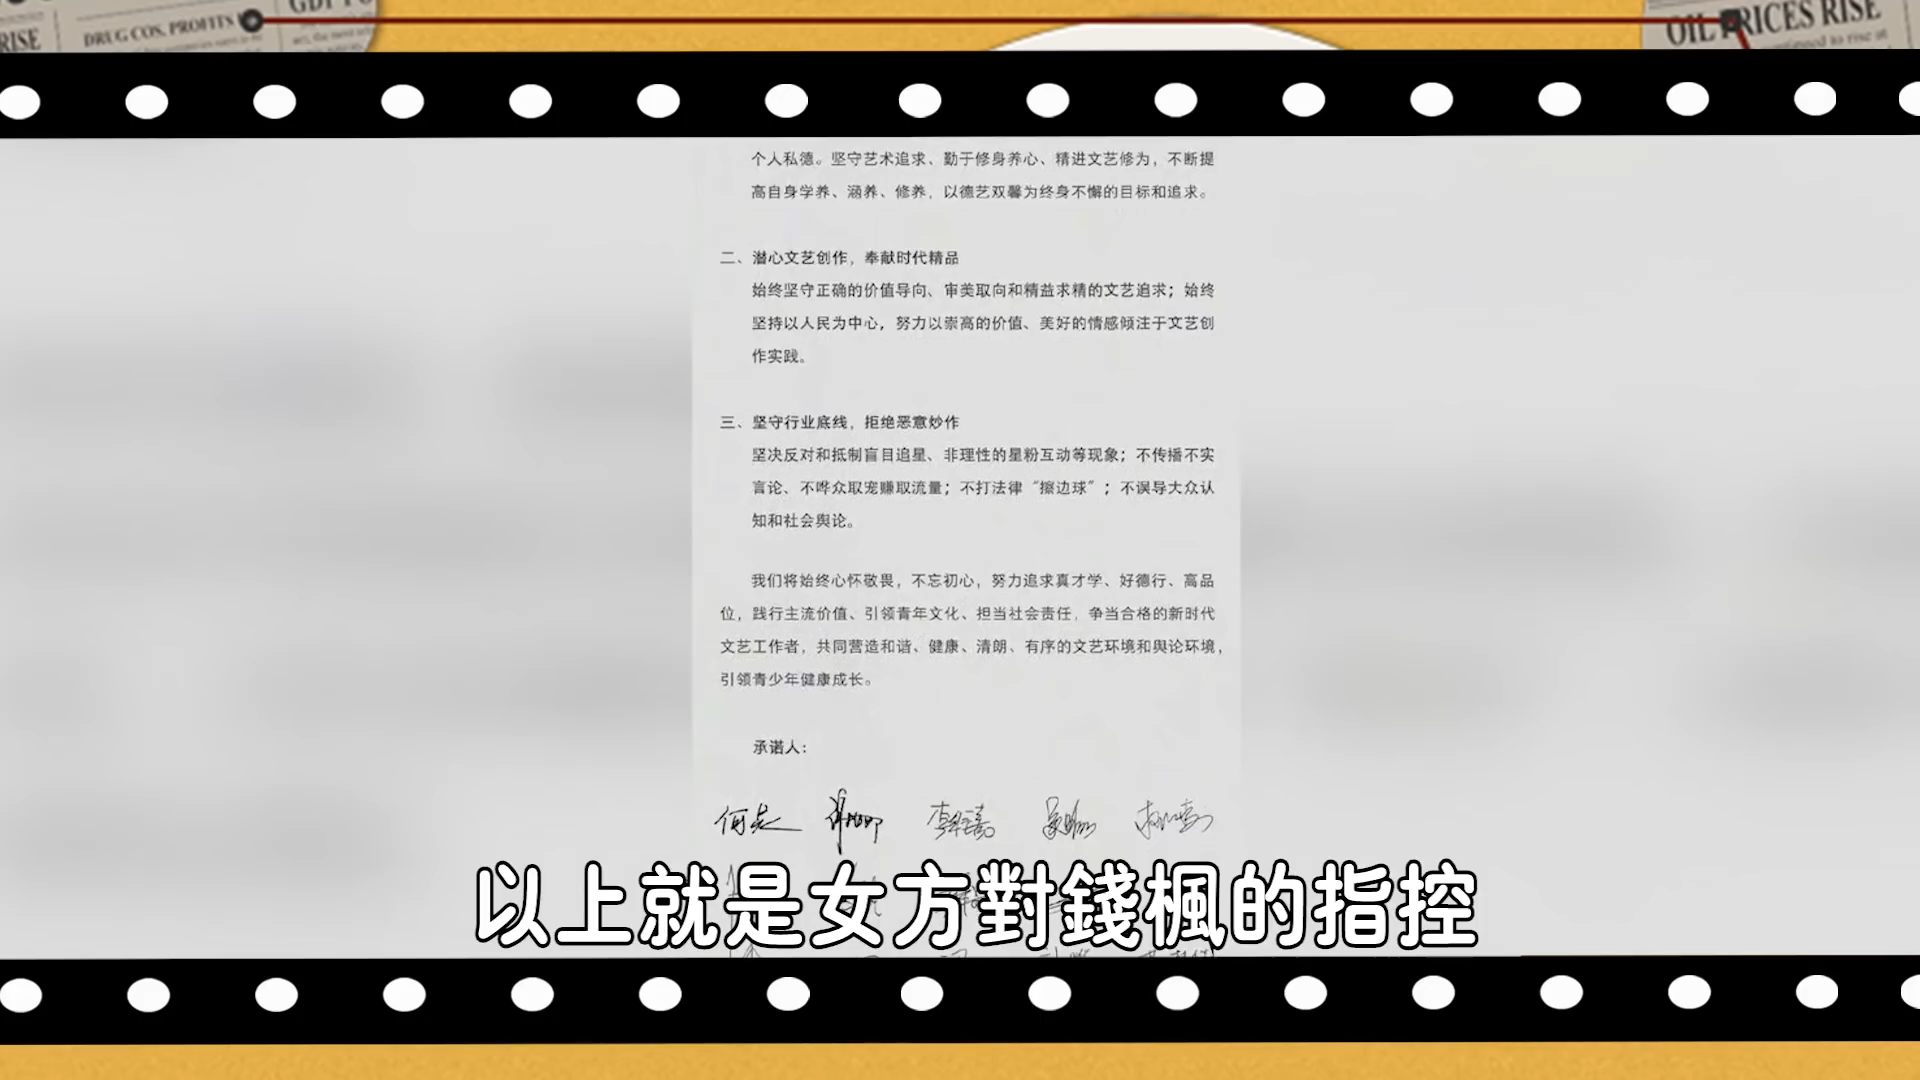 DRUG COS. PROFITS
RISE
OIL PRICES RISE
continued to rise at
个人私德。坚守艺术追求、勤于修身养心、精进文艺修为，不断提
高自身学养、涵养、修养，以德艺双馨为终身不懈的目标和追求。
二、潜心文艺创作，奉献时代精品
始终坚守正确的价值导向、审美取向和精益求精的文艺追求；始终
坚持以人民为中心，努力以崇高的价值、美好的情感倾注于文艺创
作实践。
三、坚守行业底线，拒绝恶意炒作
坚决反对和抵制盲目追星、非理性的星粉互动等现象；不传播不实
言论、不哗众取宠赚取流量；不打法律“擦边球”；不误导大众认
知和社会舆论。
我们将始终心怀敬畏，不忘初心，努力追求真才学、好德行、高品
位，践行主流价值、引领青年文化、担当社会责任，争当合格的新时代
文艺工作者，共同营造和谐、健康、清朗、有序的文艺环境和舆论环境，
引领青少年健康成长。
承诺人：
何炅
以上就是女方對錢楓的指控